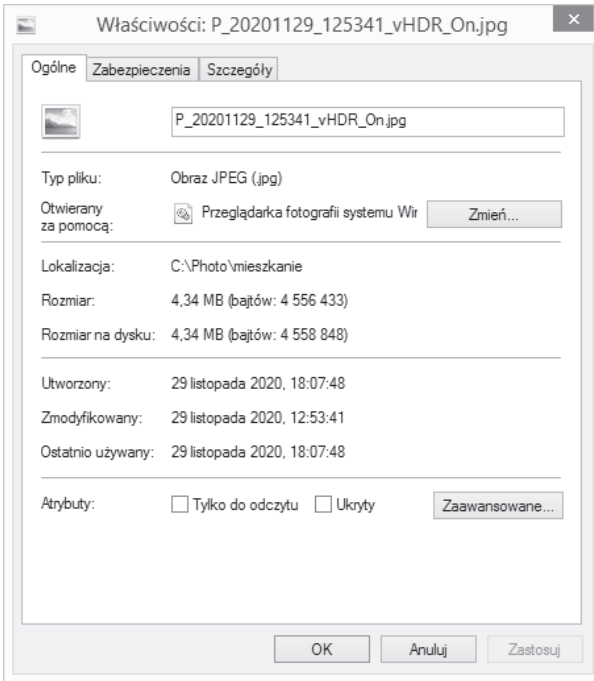 Właściwości: P_20201129_125341_vHDR_On.jpg
Ogólne Zabezpieczenia Szczegóły
P_20201129_125341_vHDR_On.jpg
Typ pliku: Obraz JPEG (.jpg)
Otwierany
za pomocą: Przeglądarka fotografii systemu Wir Zmień...
Lokalizacja: C:\Photo\mieszkanie
Rozmiar: 4,34 MB (bajtów: 4 556 433)
Rozmiar na dysku: 4,34 MB (bajtów: 4 558 848)
Utworzony: 29 listopada 2020, 18:07:48
Zmodyfikowany: 29 listopada 2020, 12:53:41
Ostatnio używany: 29 listopada 2020, 18:07:48
Atrybuty: Tylko do odczytu Ukryty Zaawansowane...
OK Anuluj Zastosuj